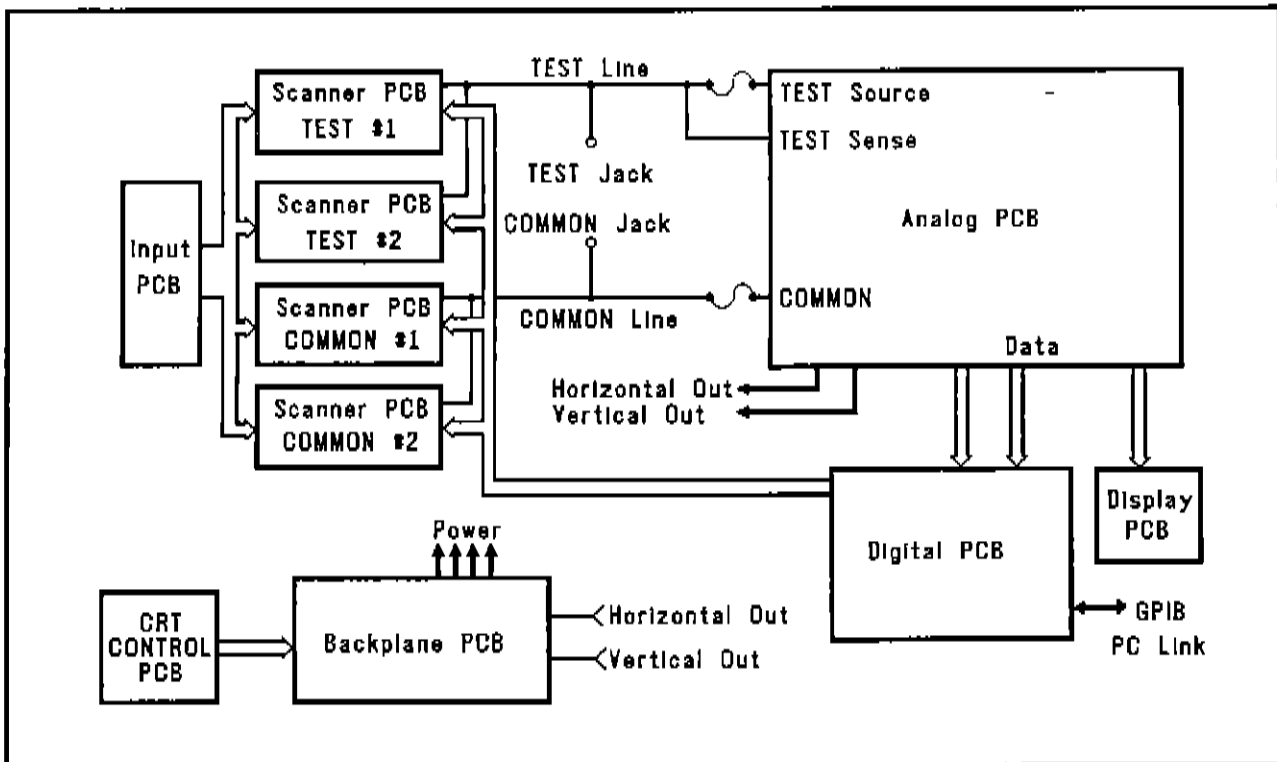 Scanner PCB
TEST #1
Scanner PCB
TEST #2
Scanner PCB
COMMON #1
Scanner PCB
COMMON #2
Input
PCB
TEST Line
TEST Jack
COMMON Jack
COMMON Line
TEST Source
TEST Sense
Analog PCB
COMMON
Data
Horizontal Out
Vertical Out
Digital PCB
Display
PCB
GPIB
PC Link
Power
CRT
CONTROL
PCB
Backplane PCB
Horizontal Out
Vertical Out